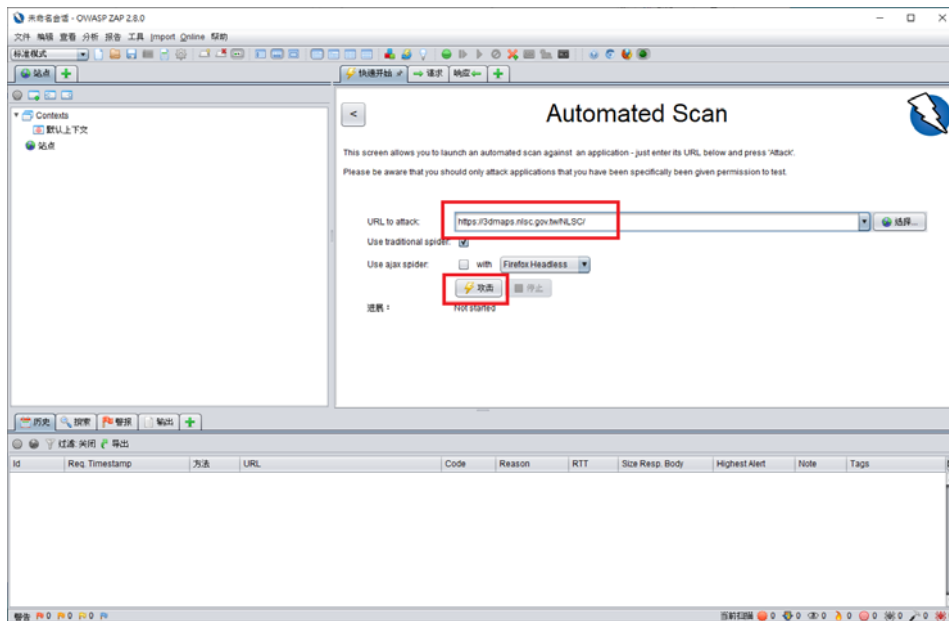 未命名会话 - OWASP ZAP 2.8.0
文件 编辑 查看 分析 报告 工具 Import Online 帮助
标准模式
站点
快速开始 请求 响应
Contexts
默认上下文
站点
<
Automated Scan
This screen allows you to launch an automated scan against an application - just enter its URL below and press 'Attack'.
Please be aware that you should only attack applications that you have been specifically been given permission to test.
URL to attack: https://3dmaps.nlsc.gov.tw/NLSC/ 选择...
Use traditional spider:
Use ajax spider: with Firefox Headless
攻击 停止
进展： Not started
历史 搜索 警报 输出
过滤:关闭 导出
Id Req. Timestamp 方法 URL Code Reason RTT Size Resp. Body Highest Alert Note Tags
警告 0 0 0 当前扫描 0 0 0 0 0 0 0